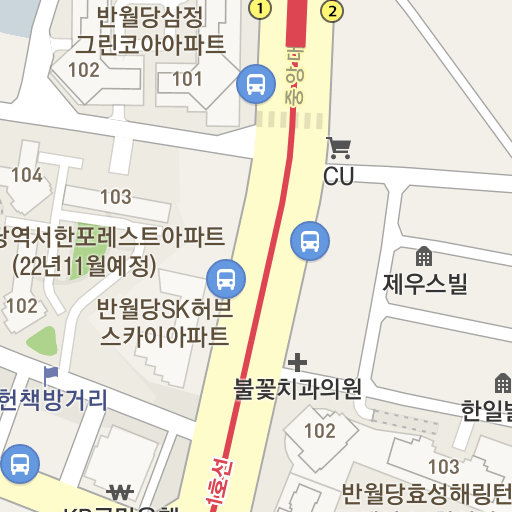 1
2
반월당삼정
그린코아아파트
102
101
중앙대
CU
104
103
당역서한포레스트아파트
(22년11월예정)
102
제우스빌
반월당SK허브
스카이아파트
불꽃치과의원
헌책방거리
한일빌
102
1호선
103
반월당효성해링턴